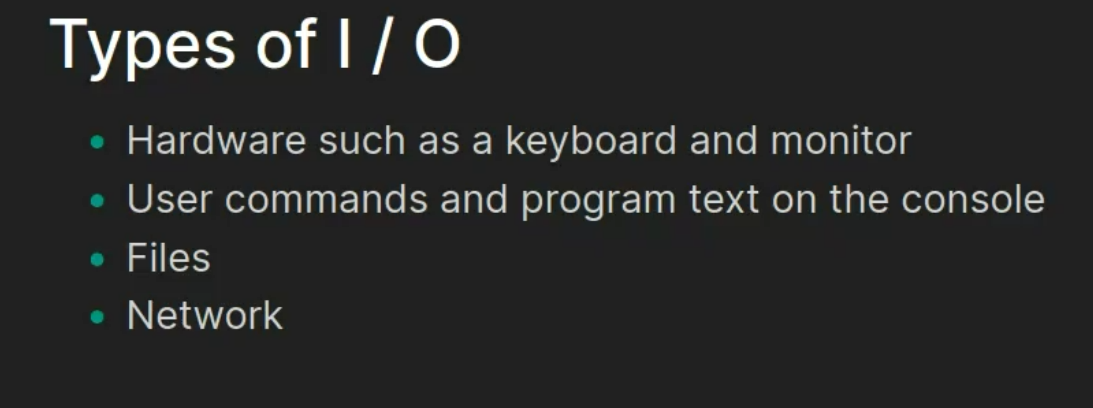 Types of I / O
Hardware such as a keyboard and monitor
User commands and program text on the console
Files
Network